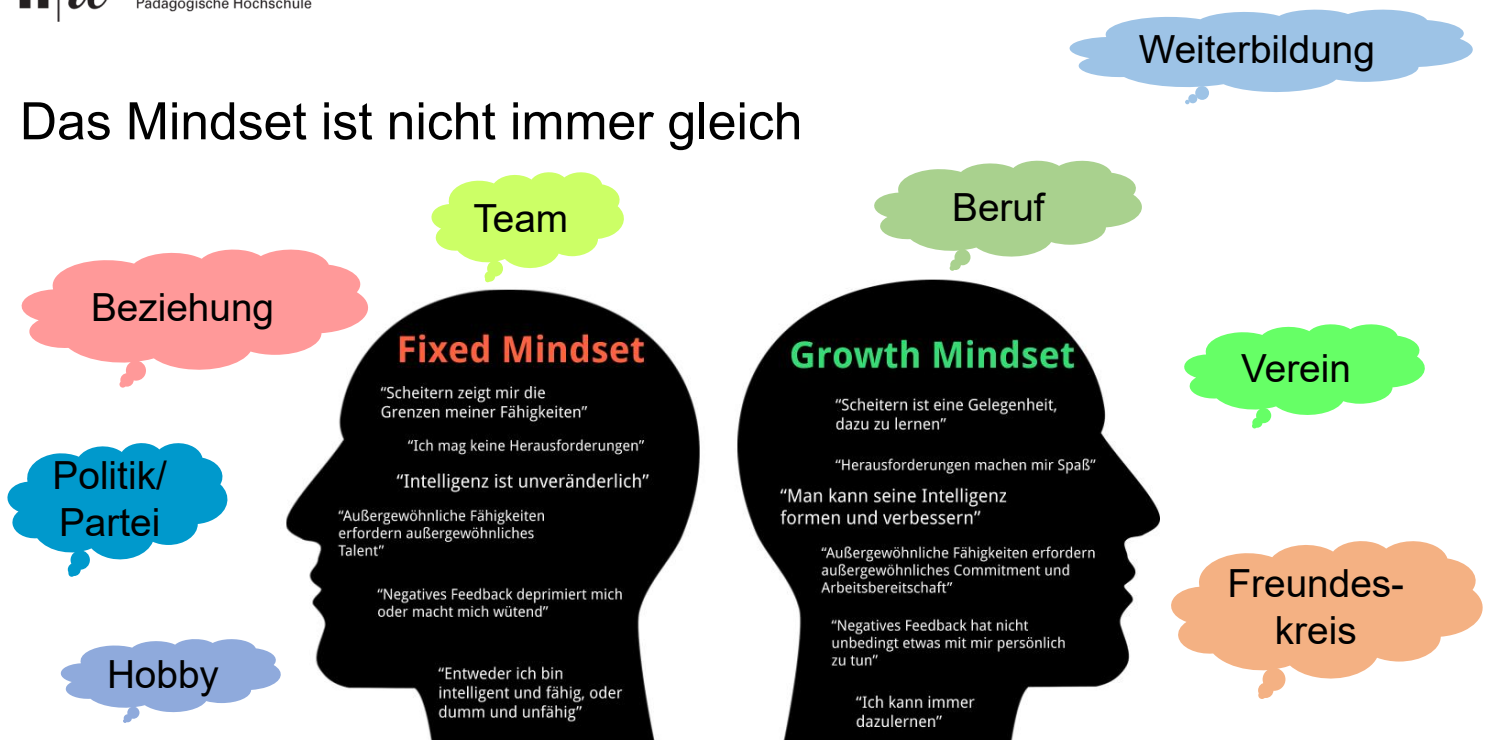 Pädagogische Hochschule
Weiterbildung
Das Mindset ist nicht immer gleich
Team
Beruf
Beziehung
Fixed Mindset
“Scheitern zeigt mir die
Grenzen meiner Fähigkeiten”
“Ich mag keine Herausforderungen”
“Intelligenz ist unveränderlich”
“Außergewöhnliche Fähigkeiten
erfordern außergewöhnliches
Talent”
“Negatives Feedback deprimiert mich
oder macht mich wütend”
“Entweder ich bin
intelligent und fähig, oder
dumm und unfähig”
Growth Mindset
“Scheitern ist eine Gelegenheit,
dazu zu lernen”
“Herausforderungen machen mir Spaß”
“Man kann seine Intelligenz
formen und verbessern”
“Außergewöhnliche Fähigkeiten erfordern
außergewöhnliches Commitment und
Arbeitsbereitschaft”
“Negatives Feedback hat nicht
unbedingt etwas mit mir persönlich
zu tun”
“Ich kann immer
dazulernen”
Verein
Politik/
Partei
Freundes-
kreis
Hobby